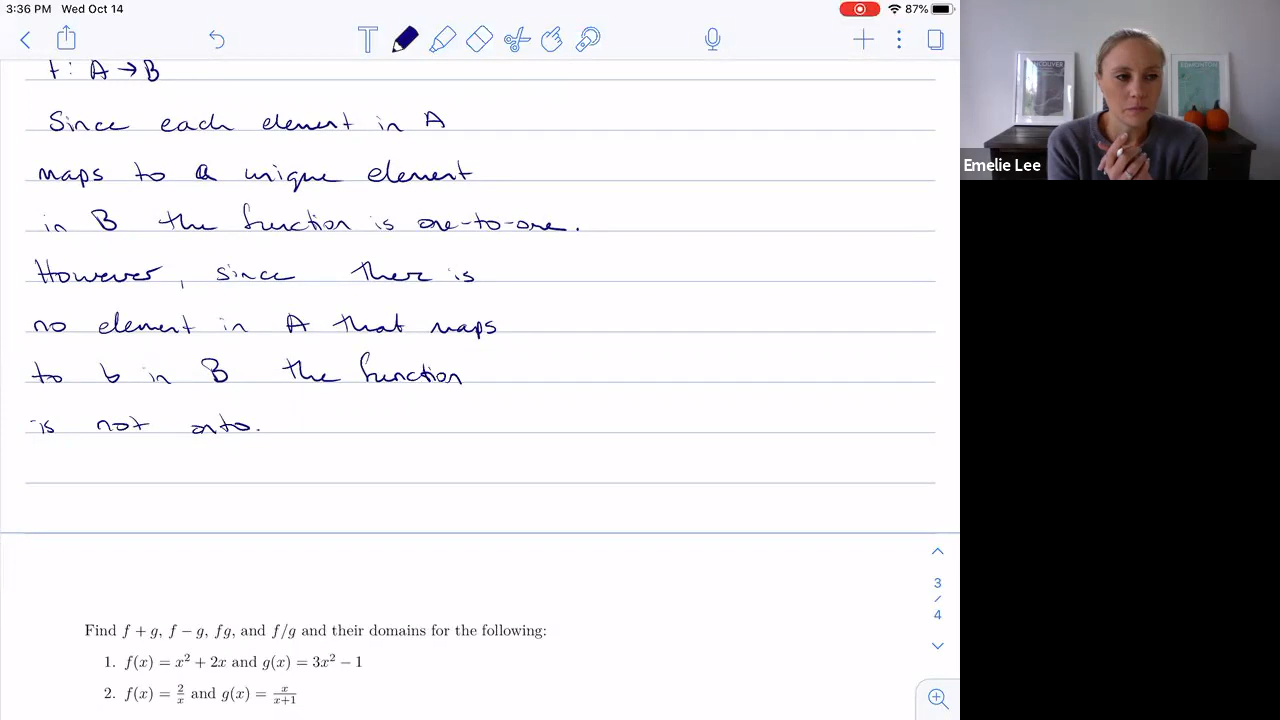 3:36 PM Wed Oct 14
87%
f: A → B
Since each element in A
maps to a unique element
in B the function is one-to-one.
However, since there is
no element in A that maps
to b in B the function
is not onto.
3
/
4
Find f + g, f − g, fg, and f/g and their domains for the following:
1. f(x) = x² + 2x and g(x) = 3x² − 1
2. f(x) = 2/x and g(x) = x/(x+1)
VANCOUVER
EDMONTON
Emelie Lee